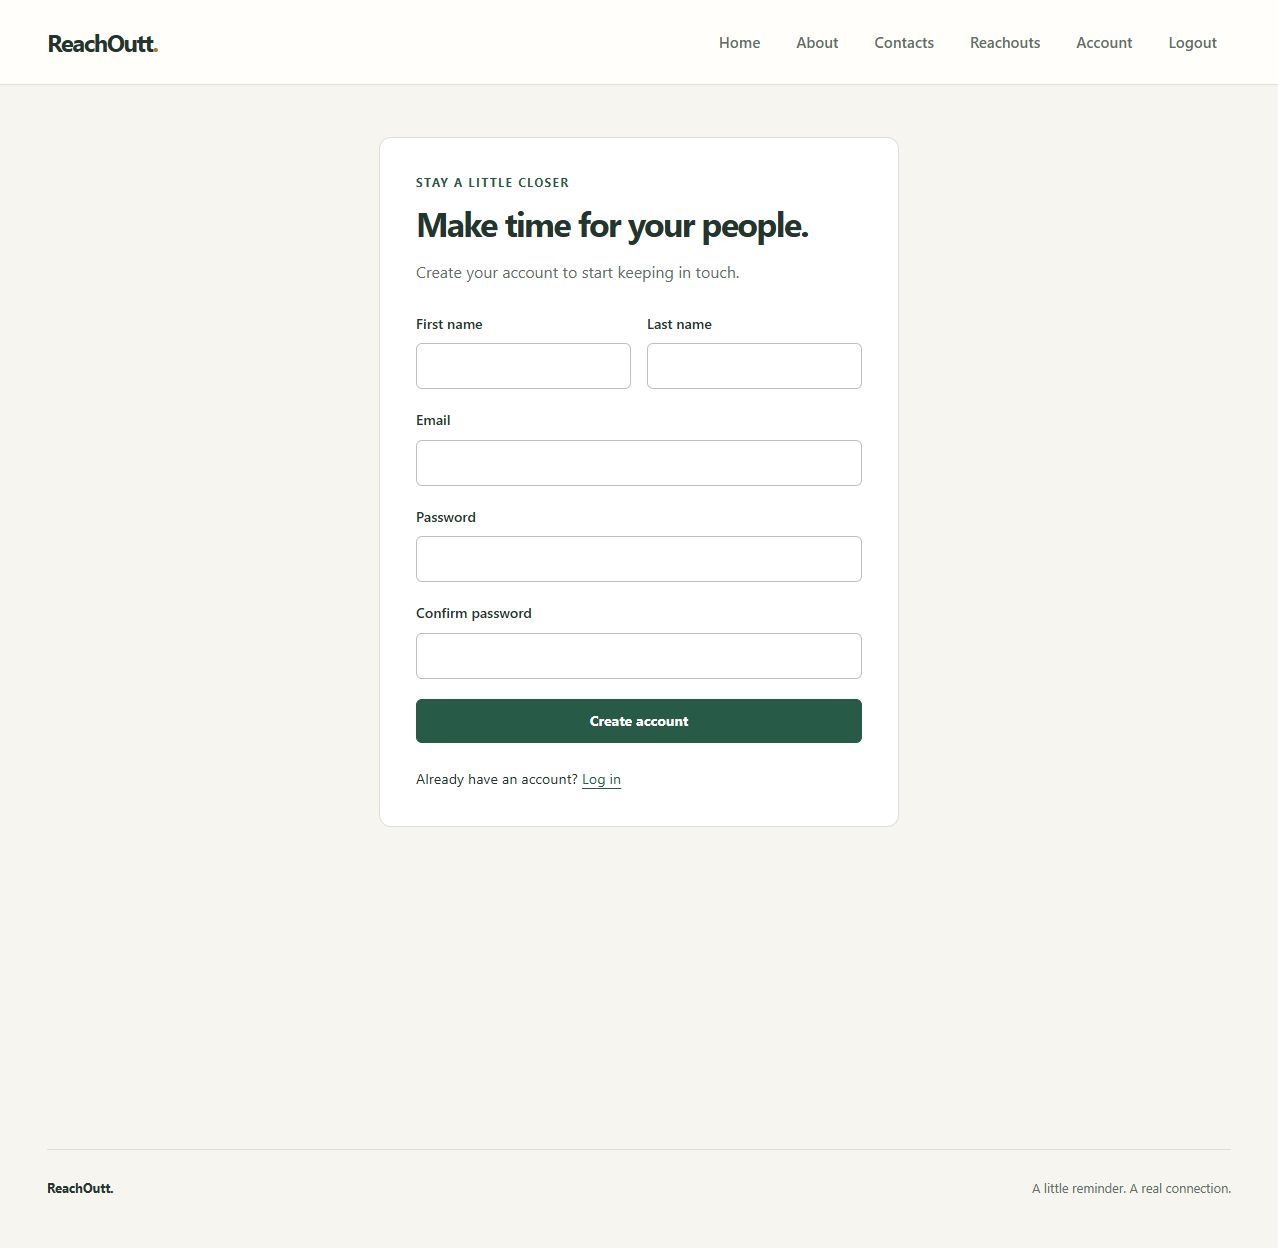 ReachOutt.
Home About Contacts Reachouts Account Logout
STAY A LITTLE CLOSER
Make time for your people.
Create your account to start keeping in touch.
First name Last name
Email
Password
Confirm password
Create account
Already have an account? Log in
ReachOutt. A little reminder. A real connection.